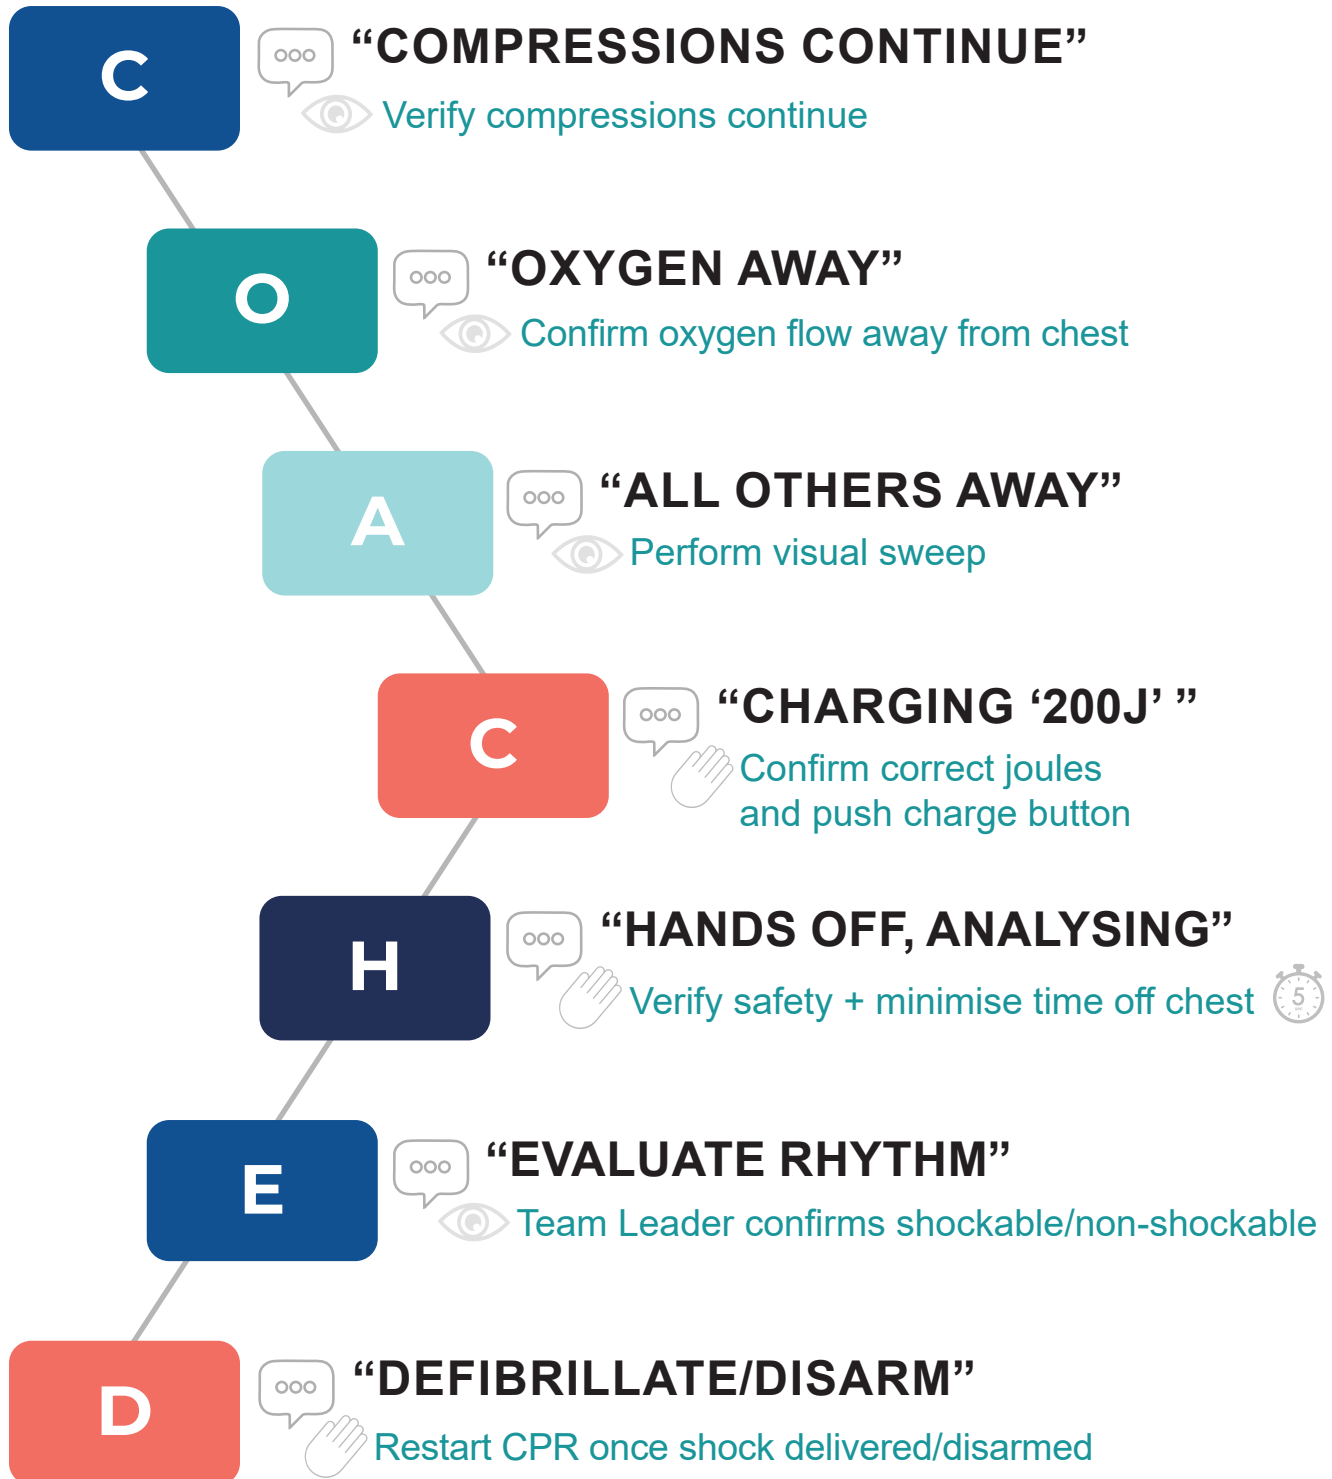 C
“COMPRESSIONS CONTINUE”
Verify compressions continue
O
“OXYGEN AWAY”
Confirm oxygen flow away from chest
A
“ALL OTHERS AWAY”
Perform visual sweep
C
“CHARGING ‘200J’ ”
Confirm correct joules
and push charge button
H
“HANDS OFF, ANALYSING”
Verify safety + minimise time off chest
5
E
“EVALUATE RHYTHM”
Team Leader confirms shockable/non-shockable
D
“DEFIBRILLATE/DISARM”
Restart CPR once shock delivered/disarmed